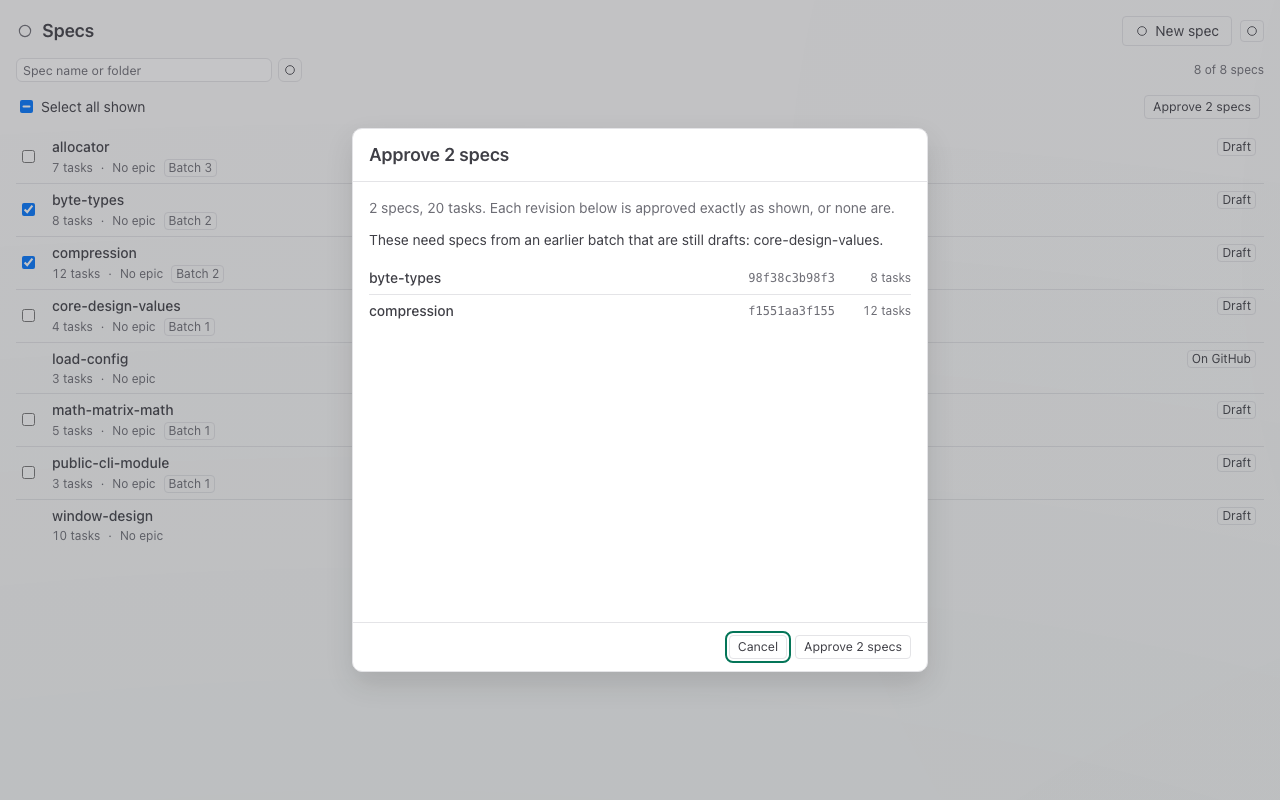 Specs
New spec
Spec name or folder
8 of 8 specs
Select all shown
Approve 2 specs
allocator
7 tasks · No epic Batch 3
Draft
byte-types
8 tasks · No epic Batch 2
Draft
compression
12 tasks · No epic Batch 2
Draft
core-design-values
4 tasks · No epic Batch 1
Draft
load-config
3 tasks · No epic
On GitHub
math-matrix-math
5 tasks · No epic Batch 1
Draft
public-cli-module
3 tasks · No epic Batch 1
Draft
window-design
10 tasks · No epic
Draft
Approve 2 specs
2 specs, 20 tasks. Each revision below is approved exactly as shown, or none are.
These need specs from an earlier batch that are still drafts: core-design-values.
byte-types 98f38c3b98f3 8 tasks
compression f1551aa3f155 12 tasks
Cancel Approve 2 specs